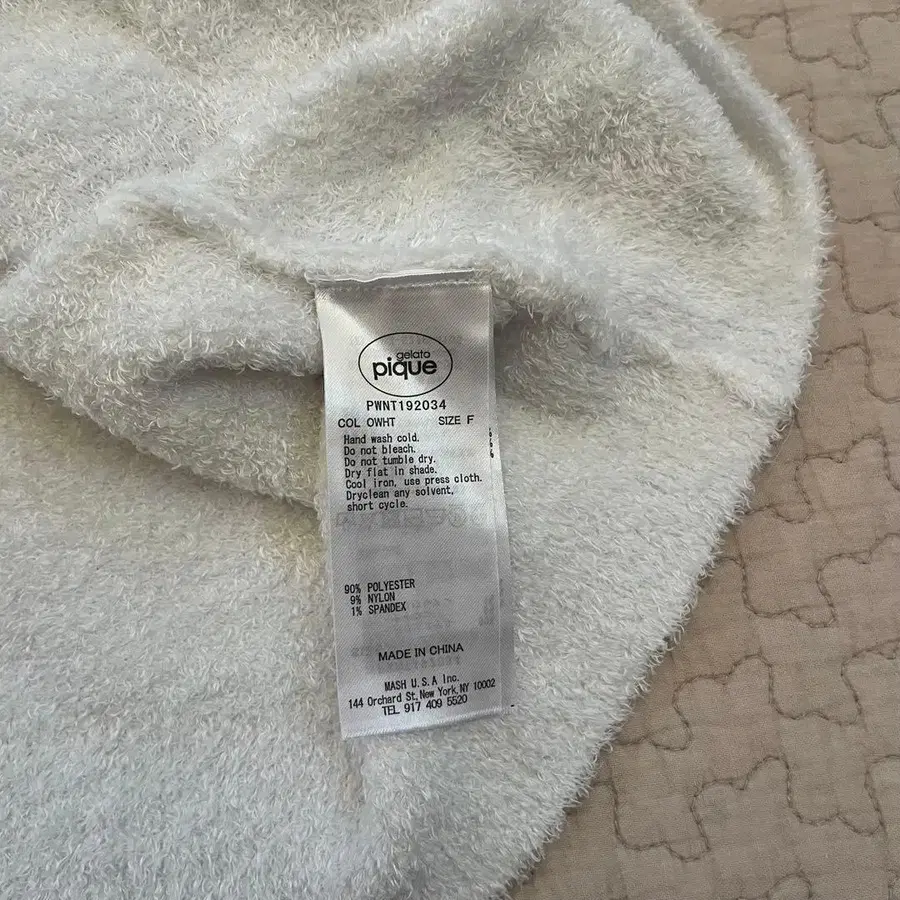 gelato
pique
PWNT192034
COL OWHT SIZE F
Hand wash cold.
Do not bleach.
Do not tumble dry.
Dry flat in shade.
Cool iron, use press cloth.
Dryclean any solvent,
short cycle.
90% POLYESTER
9% NYLON
1% SPANDEX
MADE IN CHINA
MASH U.S.A Inc.
144 Orchard St, New York, NY 10002
TEL 917 409 5520